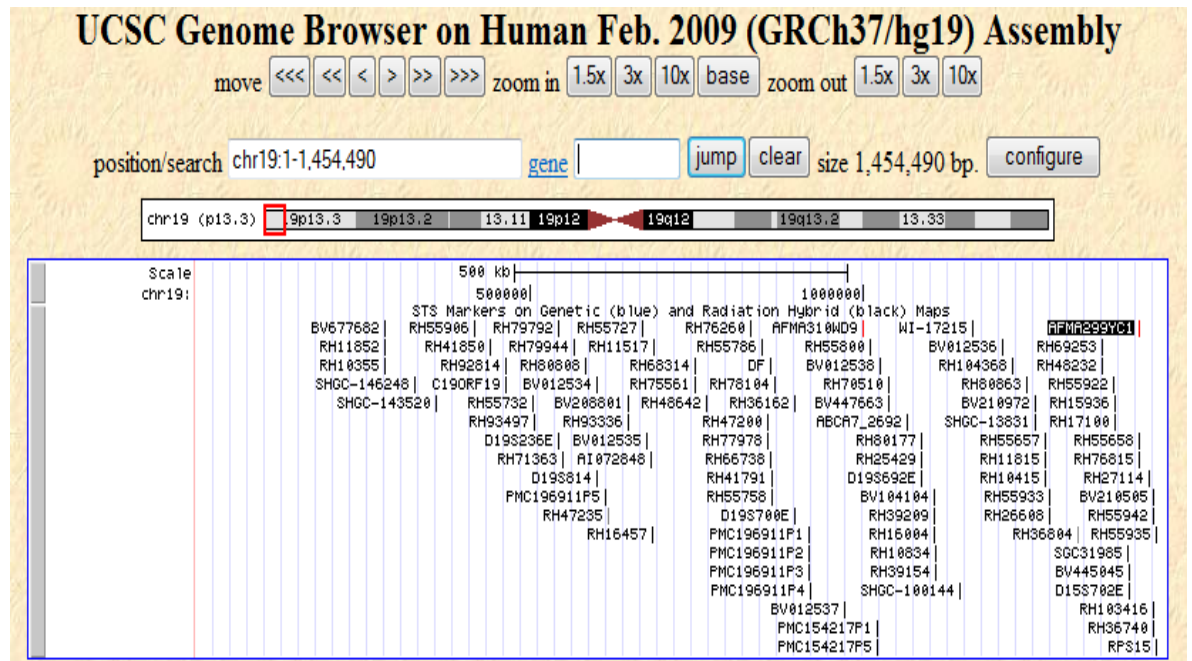 UCSC Genome Browser on Human Feb. 2009 (GRCh37/hg19) Assembly
move <<< << < > >> >>> zoom in 1.5x 3x 10x base zoom out 1.5x 3x 10x
position/search chr19:1-1,454,490 gene jump clear size 1,454,490 bp. configure
chr19 (p13.3) 19p13.3 19p13.2 13.11 19p12 19q12 19q13.2 13.33
Scale 500 kb
chr19: 500000 1000000
STS Markers on Genetic (blue) and Radiation Hybrid (black) Maps
BV677682 RH55906 RH79792 RH55727 RH76260 AFMA310WD9 WI-17215 AFMA299YC1
RH11852 RH41850 RH79944 RH11517 RH55786 RH55800 BV012536 RH69253
RH10355 RH92814 RH80808 RH68314 DF BV012538 RH104368 RH48232
SHGC-146248 C19ORF19 BV012534 RH75561 RH78104 RH70510 RH80863 RH55922
SHGC-143520 RH55732 BV208801 RH48642 RH36162 BV447663 BV210972 RH15936
RH93497 RH93336 RH47200 ABCA7_2692 SHGC-13831 RH17100
D19S236E BV012535 RH77978 RH80177 RH55657 RH55658
RH71363 AI072848 RH66738 RH25429 RH11815 RH76815
D19S814 RH41791 D19S692E RH10415 RH27114
PMC196911P5 RH55758 BV104104 RH55933 BV210505
RH47235 D19S700E RH39209 RH26608 RH55942
RH16457 PMC196911P1 RH16004 RH36804 RH55935
PMC196911P2 RH10834 SGC31985
PMC196911P3 RH39154 BV445045
PMC196911P4 SHGC-100144 D15S702E
BV012537 RH103416
PMC154217P1 RH36740
PMC154217P5 RPS15